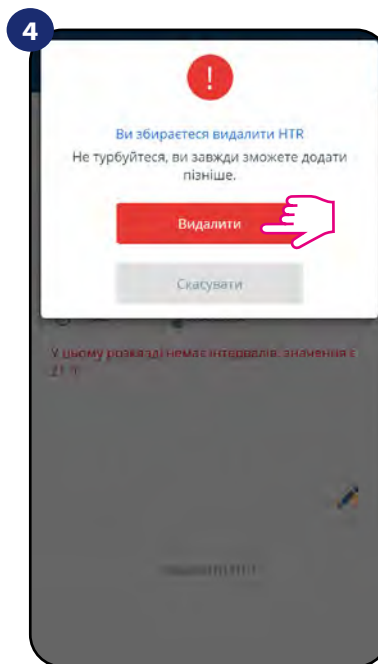 4
!
Ви збираєтеся видалити HTR
Не турбуйтеся, ви завжди зможете додати
пізніше.
Видалити
Скасувати
У цьому розкладі немає інтервалів, значення є
21